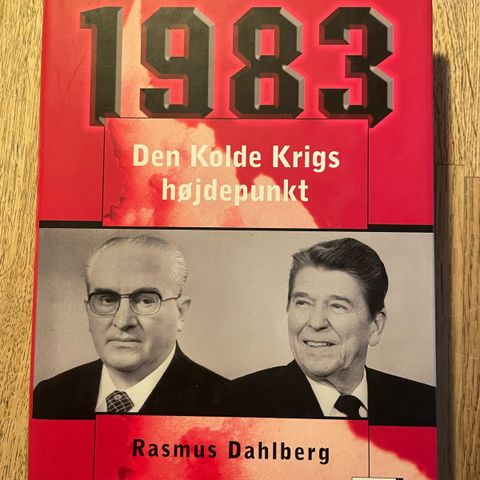 1983
Den Kolde Krigs
højdepunkt
Rasmus Dahlberg